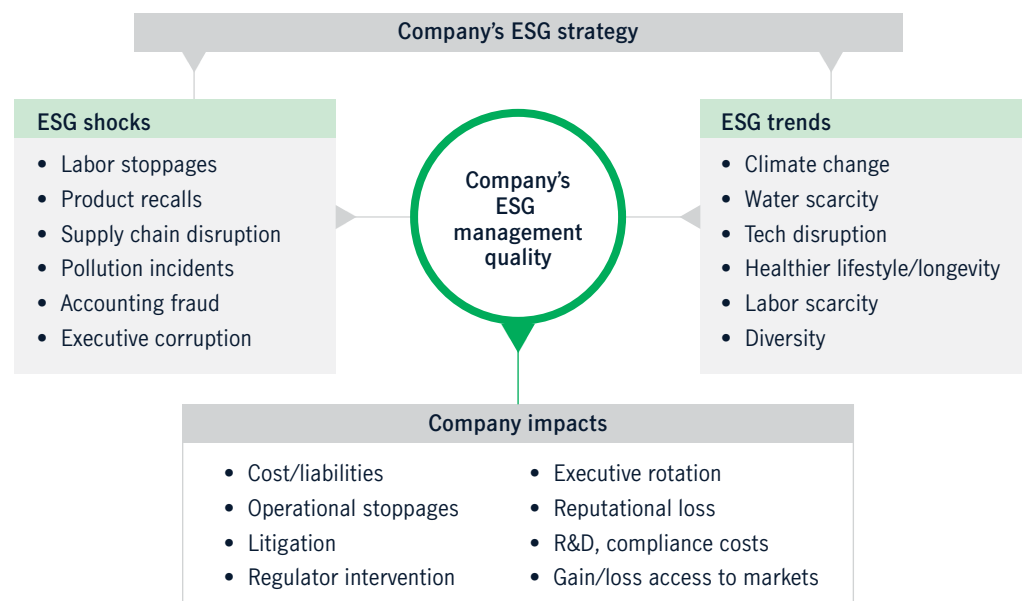 Company's ESG strategy
ESG shocks
• Labor stoppages
• Product recalls
• Supply chain disruption
• Pollution incidents
• Accounting fraud
• Executive corruption
Company's
ESG
management
quality
ESG trends
• Climate change
• Water scarcity
• Tech disruption
• Healthier lifestyle/longevity
• Labor scarcity
• Diversity
Company impacts
• Cost/liabilities
• Operational stoppages
• Litigation
• Regulator intervention
• Executive rotation
• Reputational loss
• R&D, compliance costs
• Gain/loss access to markets